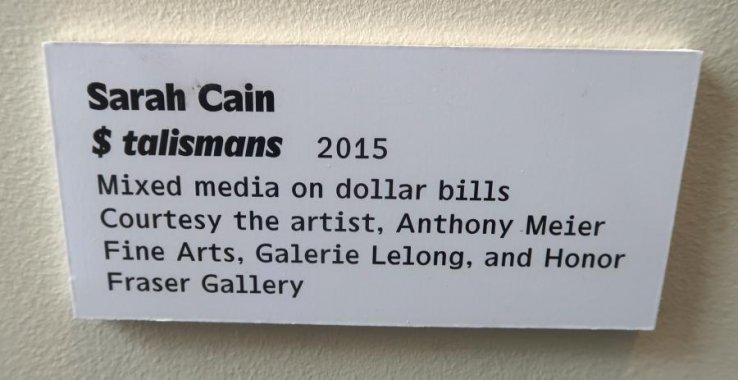 Sarah Cain
$ talismans 2015
Mixed media on dollar bills
Courtesy the artist, Anthony Meier
Fine Arts, Galerie Lelong, and Honor
Fraser Gallery